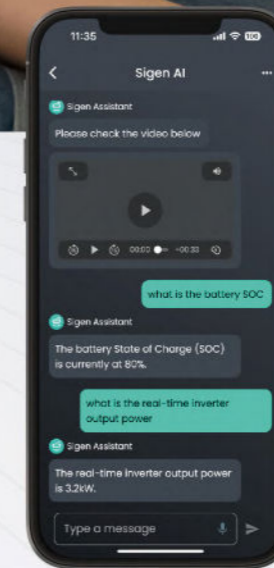 11:35
Sigen AI
Sigen Assistant
Please check the video below
00:00
-00:33
what is the battery SOC
Sigen Assistant
The battery State of Charge (SOC)
is currently at 80%.
what is the real-time inverter
output power
Sigen Assistant
The real-time inverter output power
is 3.2kW.
Type a message